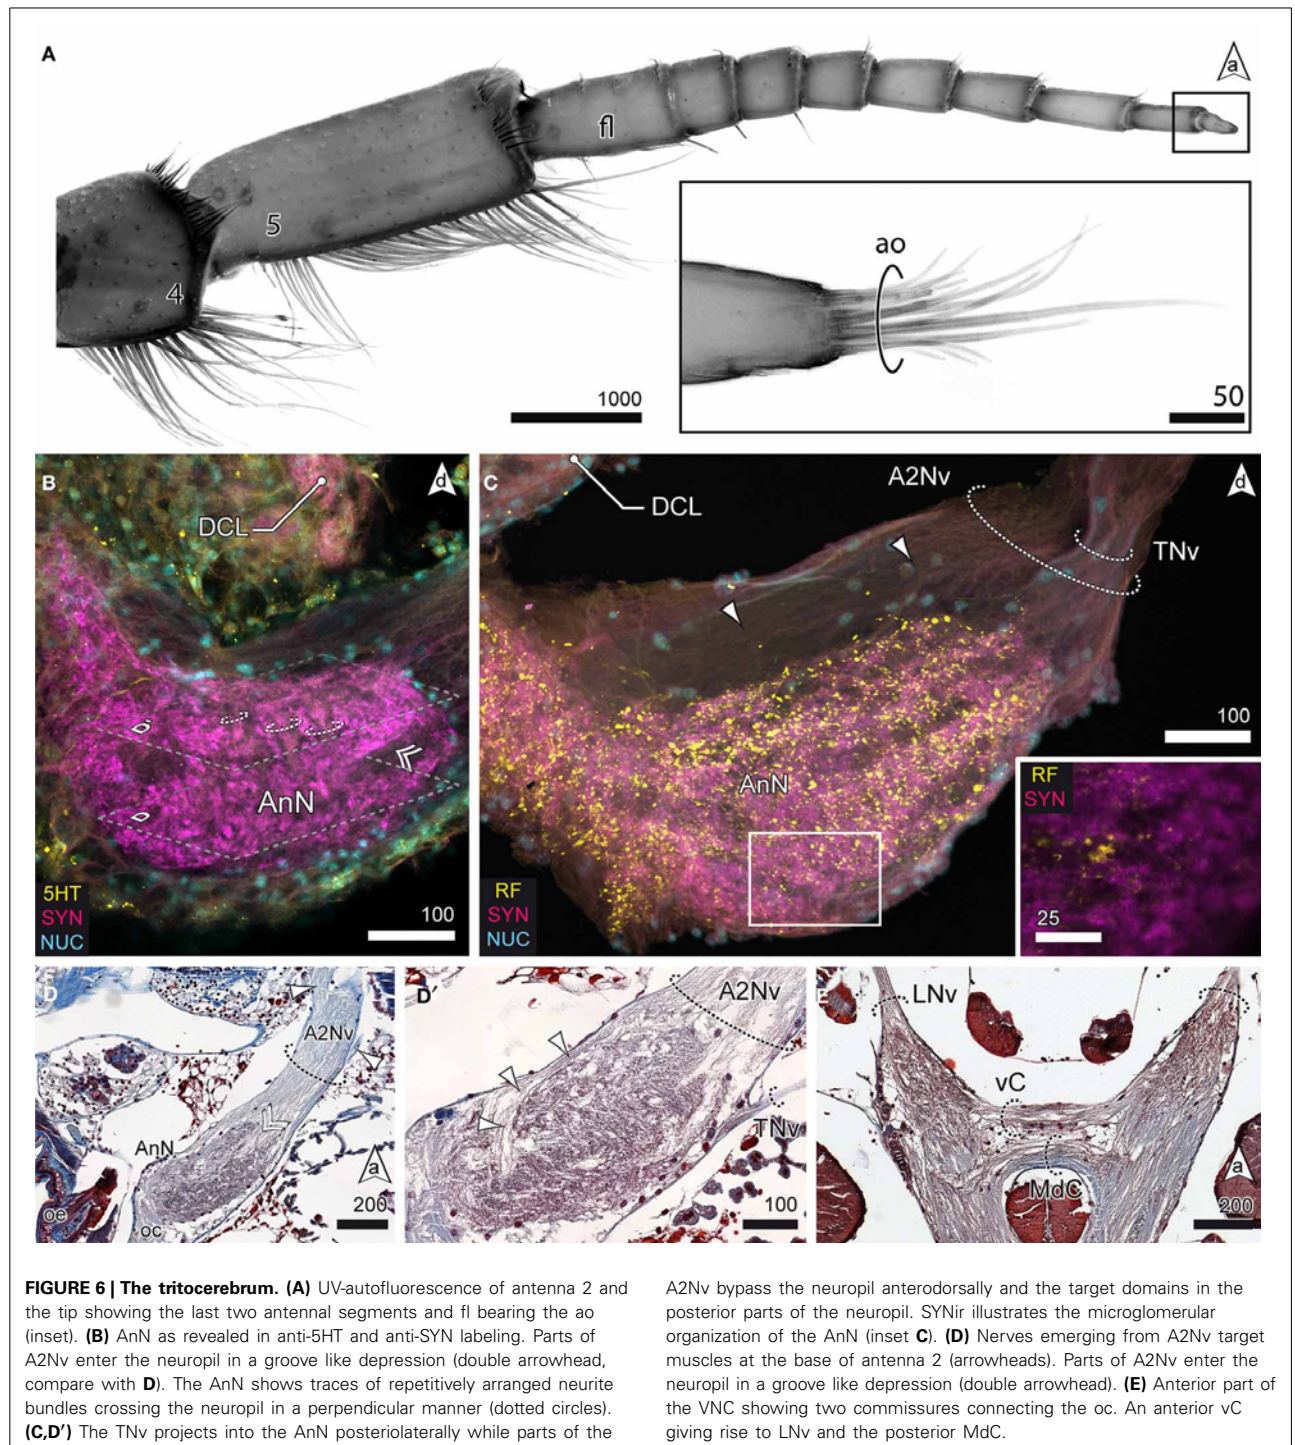 A
a
fl
5
4
ao
1000
50
B
d
DCL
AnN
5HT
SYN
NUC
100
C
d
DCL
A2Nv
TNv
AnN
100
RF
SYN
NUC
RF
SYN
25
D
A2Nv
AnN
oe
oc
a
200
D′
A2Nv
TNv
100
E
LNv
vC
MdC
a
200
FIGURE 6 | The tritocerebrum. (A) UV-autofluorescence of antenna 2 and
the tip showing the last two antennal segments and fl bearing the ao
(inset). (B) AnN as revealed in anti-5HT and anti-SYN labeling. Parts of
A2Nv enter the neuropil in a groove like depression (double arrowhead,
compare with D). The AnN shows traces of repetitively arranged neurite
bundles crossing the neuropil in a perpendicular manner (dotted circles).
(C,D′) The TNv projects into the AnN posteriolaterally while parts of the
A2Nv bypass the neuropil anterodorsally and the target domains in the
posterior parts of the neuropil. SYNir illustrates the microglomerular
organization of the AnN (inset C). (D) Nerves emerging from A2Nv target
muscles at the base of antenna 2 (arrowheads). Parts of A2Nv enter the
neuropil in a groove like depression (double arrowhead). (E) Anterior part of
the VNC showing two commissures connecting the oc. An anterior vC
giving rise to LNv and the posterior MdC.